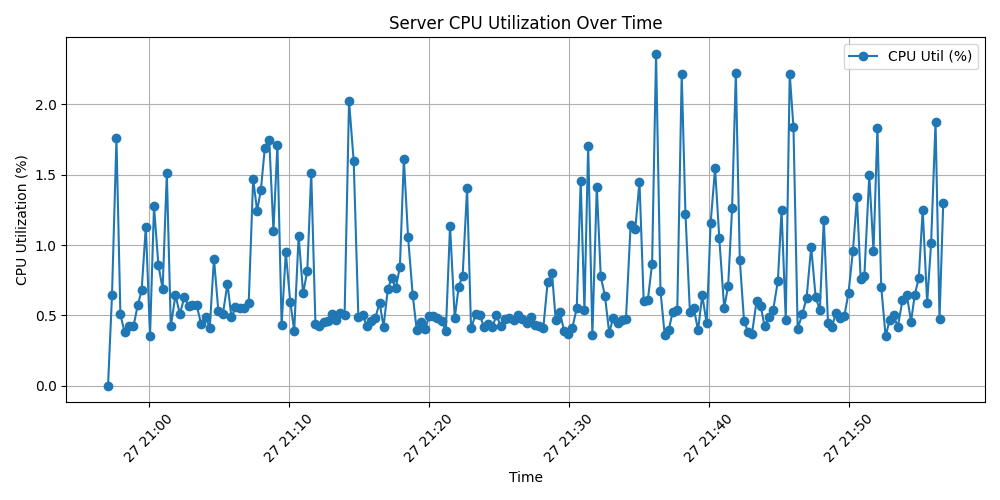 Server CPU Utilization Over Time
CPU Util (%)
CPU Utilization (%)
2.0
1.5
1.0
0.5
0.0
27 21:00
27 21:10
27 21:20
27 21:30
27 21:40
27 21:50
Time